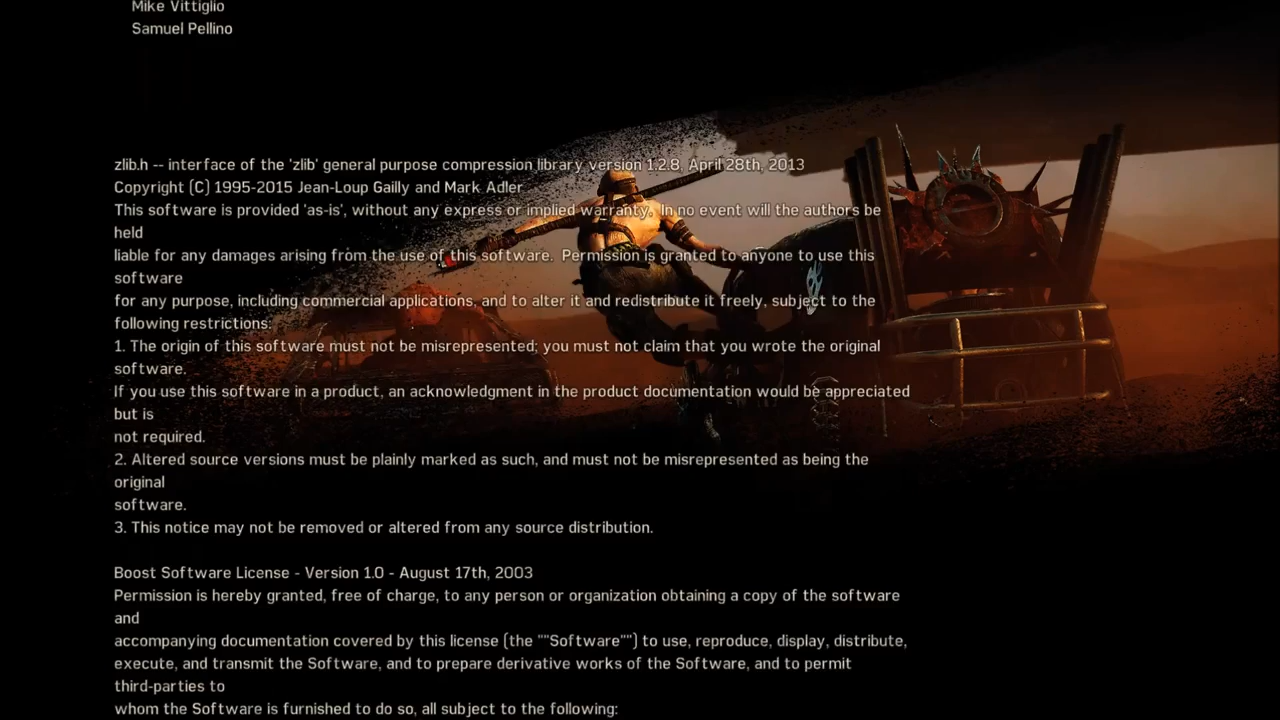 Mike Vittiglio
Samuel Pellino
zlib.h -- interface of the 'zlib' general purpose compression library version 1.2.8, April 28th, 2013
Copyright (C) 1995-2015 Jean-Loup Gailly and Mark Adler
This software is provided 'as-is', without any express or implied warranty.  In no event will the authors be
held
liable for any damages arising from the use of this software.  Permission is granted to anyone to use this
software
for any purpose, including commercial applications, and to alter it and redistribute it freely, subject to the
following restrictions:
1. The origin of this software must not be misrepresented; you must not claim that you wrote the original
software.
If you use this software in a product, an acknowledgment in the product documentation would be appreciated
but is
not required.
2. Altered source versions must be plainly marked as such, and must not be misrepresented as being the
original
software.
3. This notice may not be removed or altered from any source distribution.
Boost Software License - Version 1.0 - August 17th, 2003
Permission is hereby granted, free of charge, to any person or organization obtaining a copy of the software
and
accompanying documentation covered by this license (the ""Software"") to use, reproduce, display, distribute,
execute, and transmit the Software, and to prepare derivative works of the Software, and to permit
third-parties to
whom the Software is furnished to do so, all subject to the following: